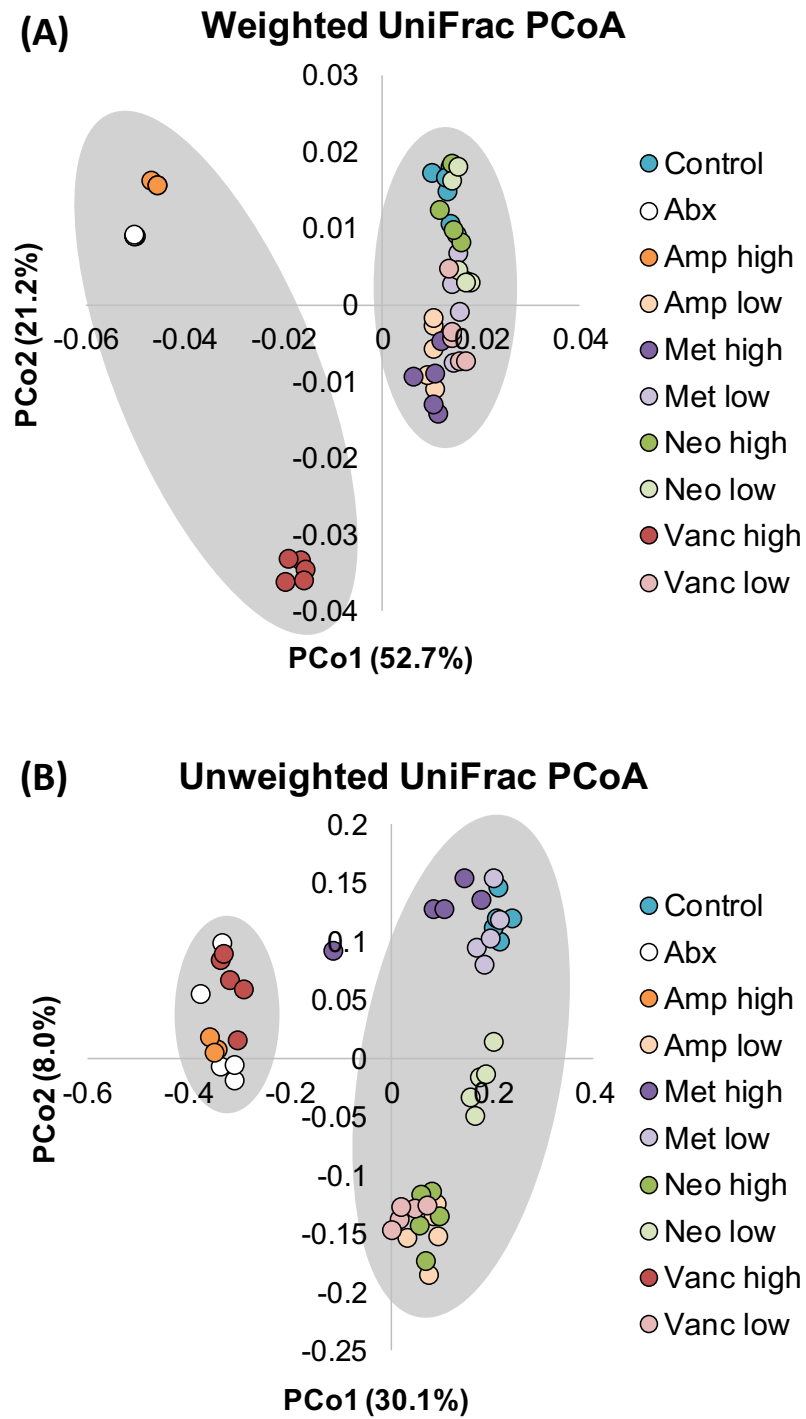 (A)
Weighted UniFrac PCoA
0.03
0.02
0.01
0
-0.01
-0.02
-0.03
-0.04
-0.06 -0.04 -0.02 0 0.02 0.04
PCo2 (21.2%)
PCo1 (52.7%)
Control
Abx
Amp high
Amp low
Met high
Met low
Neo high
Neo low
Vanc high
Vanc low
(B)
Unweighted UniFrac PCoA
0.2
0.15
0.1
0.05
0
-0.05
-0.1
-0.15
-0.2
-0.25
-0.6 -0.4 -0.2 0 0.2 0.4
PCo2 (8.0%)
PCo1 (30.1%)
Control
Abx
Amp high
Amp low
Met high
Met low
Neo high
Neo low
Vanc high
Vanc low